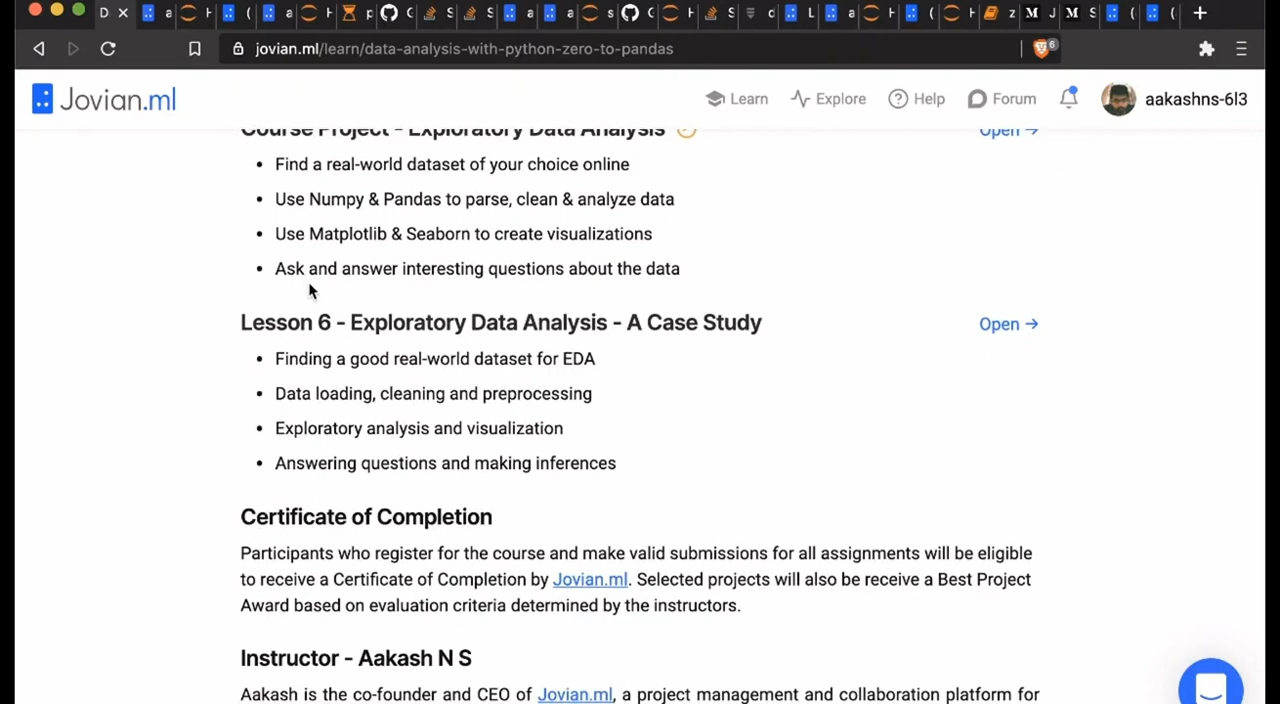 D
a
H
(
a
H
p
C
S
S
a
a
s
C
H
S
d
L
a
H
(
H
z
J
S
(
(
jovian.ml/learn/data-analysis-with-python-zero-to-pandas
6
Jovian.ml
Learn
Explore
Help
Forum
aakashns-6l3
Course Project - Exploratory Data Analysis
Open →
• Find a real-world dataset of your choice online
• Use Numpy & Pandas to parse, clean & analyze data
• Use Matplotlib & Seaborn to create visualizations
• Ask and answer interesting questions about the data
Lesson 6 - Exploratory Data Analysis - A Case Study
Open →
• Finding a good real-world dataset for EDA
• Data loading, cleaning and preprocessing
• Exploratory analysis and visualization
• Answering questions and making inferences
Certificate of Completion
Participants who register for the course and make valid submissions for all assignments will be eligible
to receive a Certificate of Completion by Jovian.ml. Selected projects will also be receive a Best Project
Award based on evaluation criteria determined by the instructors.
Instructor - Aakash N S
Aakash is the co-founder and CEO of Jovian.ml, a project management and collaboration platform for